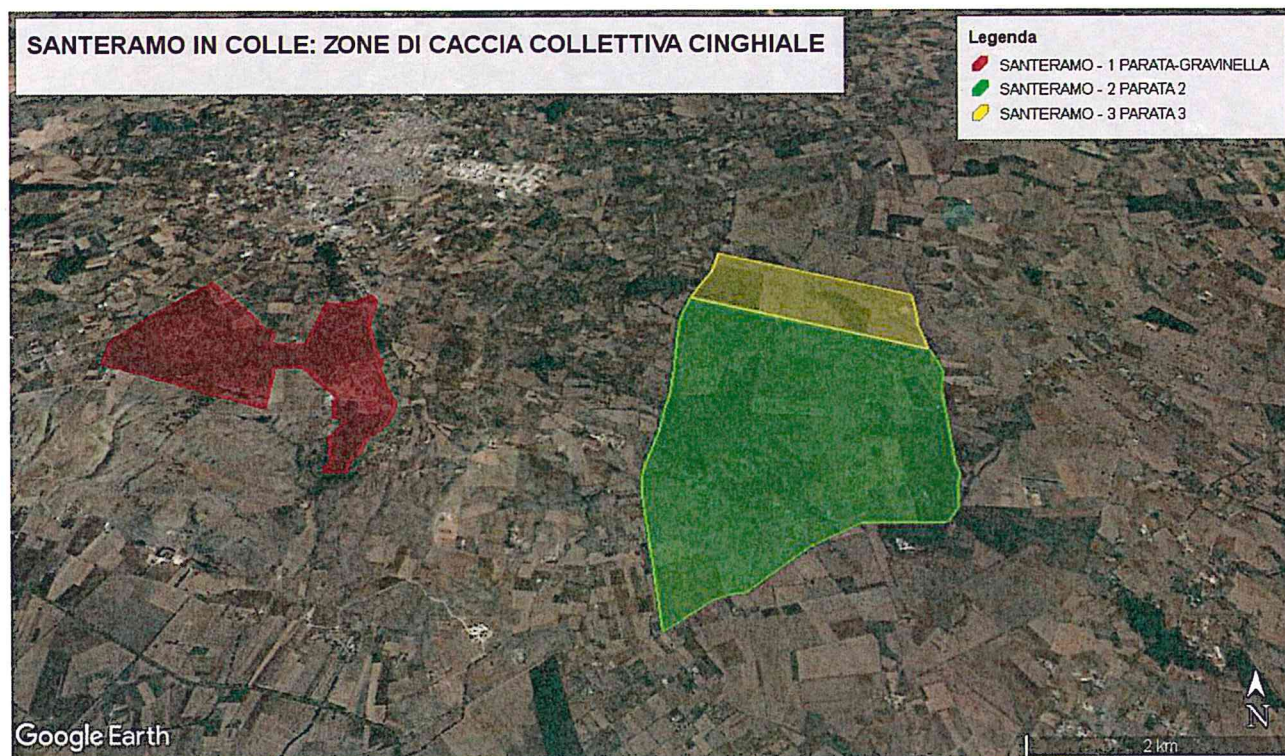 SANTERAMO IN COLLE: ZONE DI CACCIA COLLETTIVA CINGHIALE
Legenda
SANTERAMO - 1 PARATA-GRAVINELLA
SANTERAMO - 2 PARATA 2
SANTERAMO - 3 PARATA 3
Google Earth
N
2 km